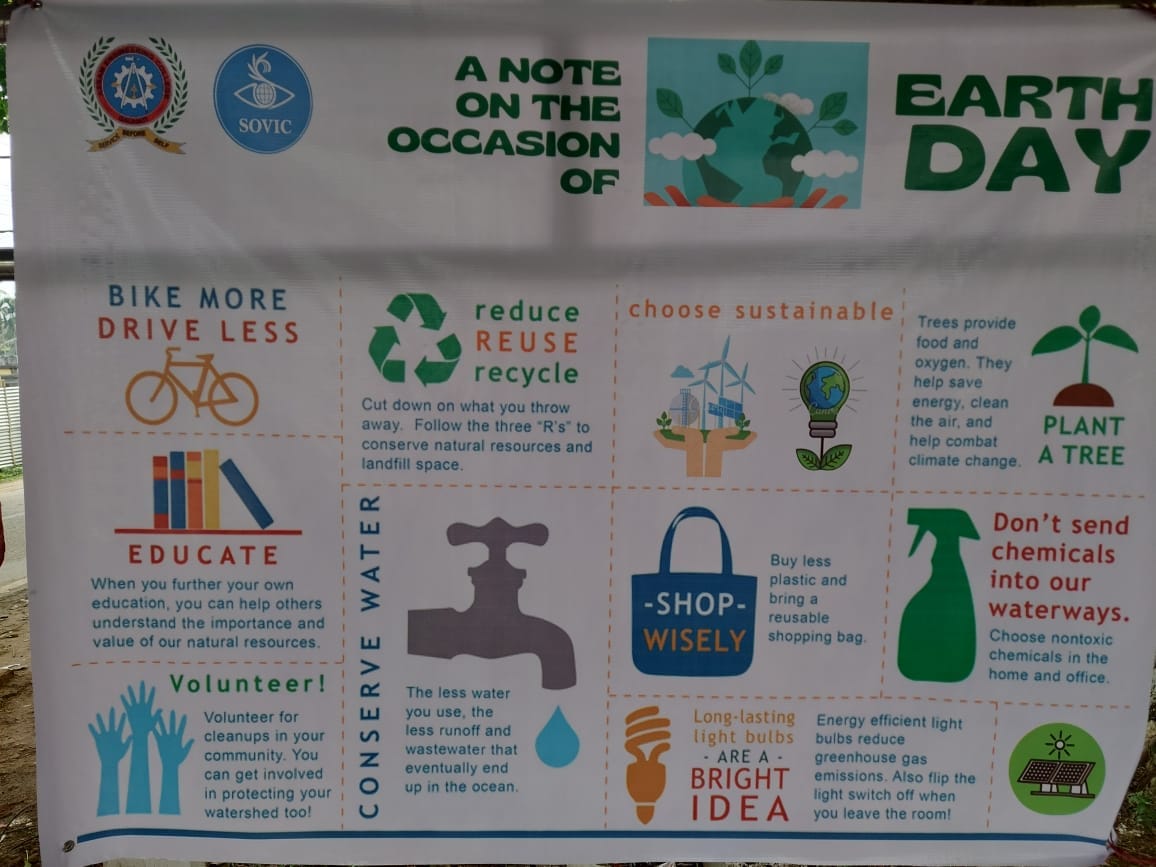 SERVICE BEFORE SELF
SOVIC
A NOTE
ON THE
OCCASION
OF
EARTH
DAY
BIKE MORE
DRIVE LESS
reduce
REUSE
recycle
Cut down on what you throw
away. Follow the three “R’s” to
conserve natural resources and
landfill space.
choose sustainable
Canva
Trees provide
food and
oxygen. They
help save
energy, clean
the air, and
help combat
climate change.
PLANT
A TREE
EDUCATE
When you further your own
education, you can help others
understand the importance and
value of our natural resources.
CONSERVE WATER
The less water
you use, the
less runoff and
wastewater that
eventually end
up in the ocean.
-SHOP-
WISELY
Buy less
plastic and
bring a
reusable
shopping bag.
Don’t send
chemicals
into our
waterways.
Choose nontoxic
chemicals in the
home and office.
Volunteer!
Volunteer for
cleanups in your
community. You
can get involved
in protecting your
watershed too!
Long-lasting
light bulbs
- ARE A -
BRIGHT
IDEA
Energy efficient light
bulbs reduce
greenhouse gas
emissions. Also flip the
light switch off when
you leave the room!